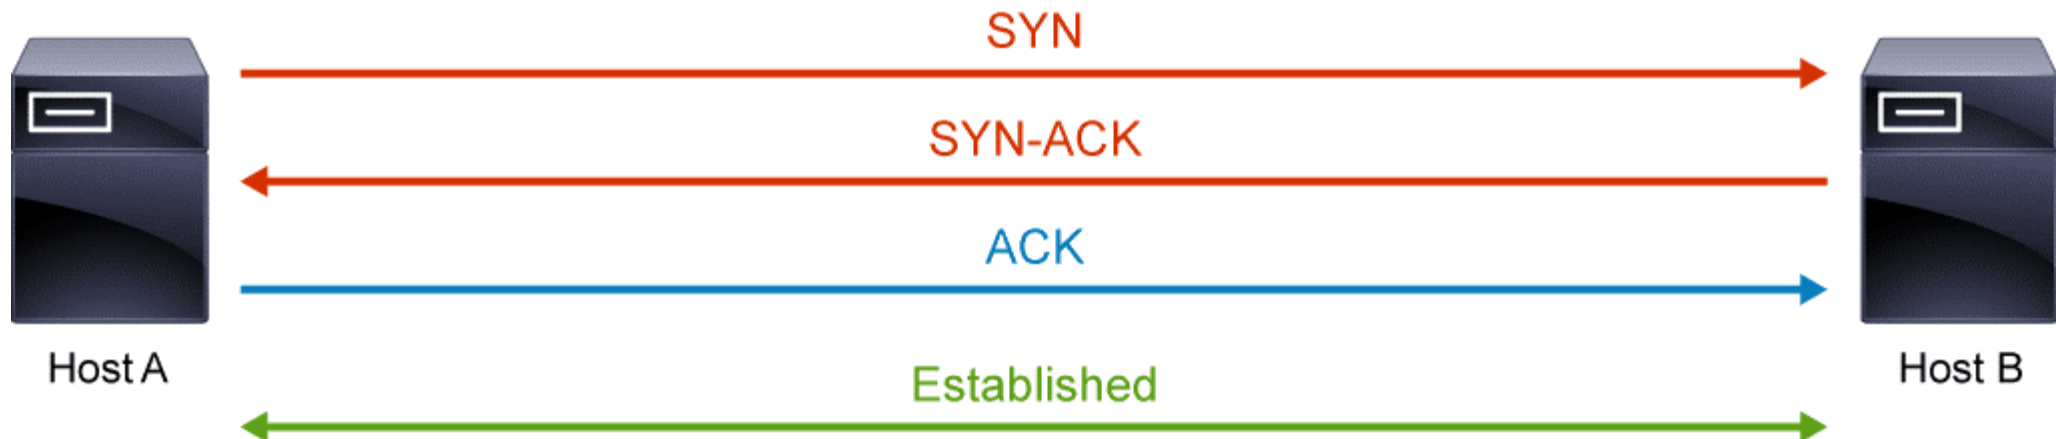 SYN
SYN-ACK
ACK
Host A
Host B
Established